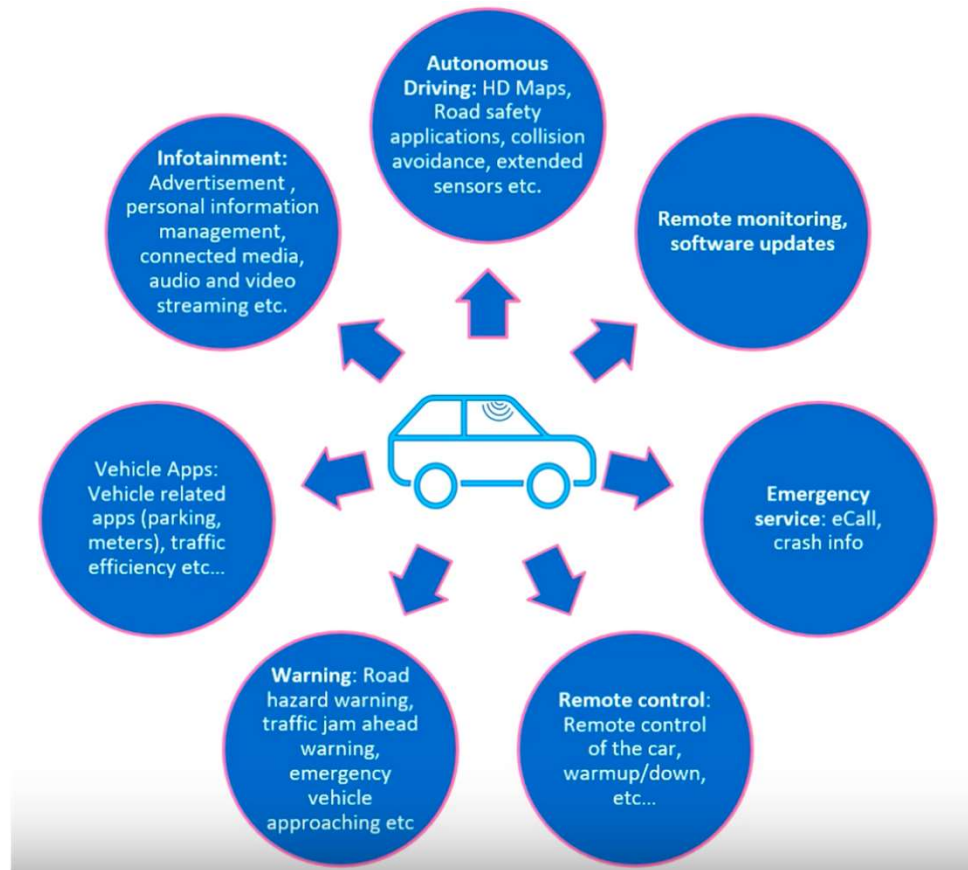 Autonomous
Driving: HD Maps,
Road safety
applications, collision
avoidance, extended
sensors etc.
Remote monitoring,
software updates
Emergency
service: eCall,
crash info
Remote control:
Remote control
of the car,
warmup/down,
etc...
Warning: Road
hazard warning,
traffic jam ahead
warning,
emergency
vehicle
approaching etc
Vehicle Apps:
Vehicle related
apps (parking,
meters), traffic
efficiency etc...
Infotainment:
Advertisement ,
personal information
management,
connected media,
audio and video
streaming etc.